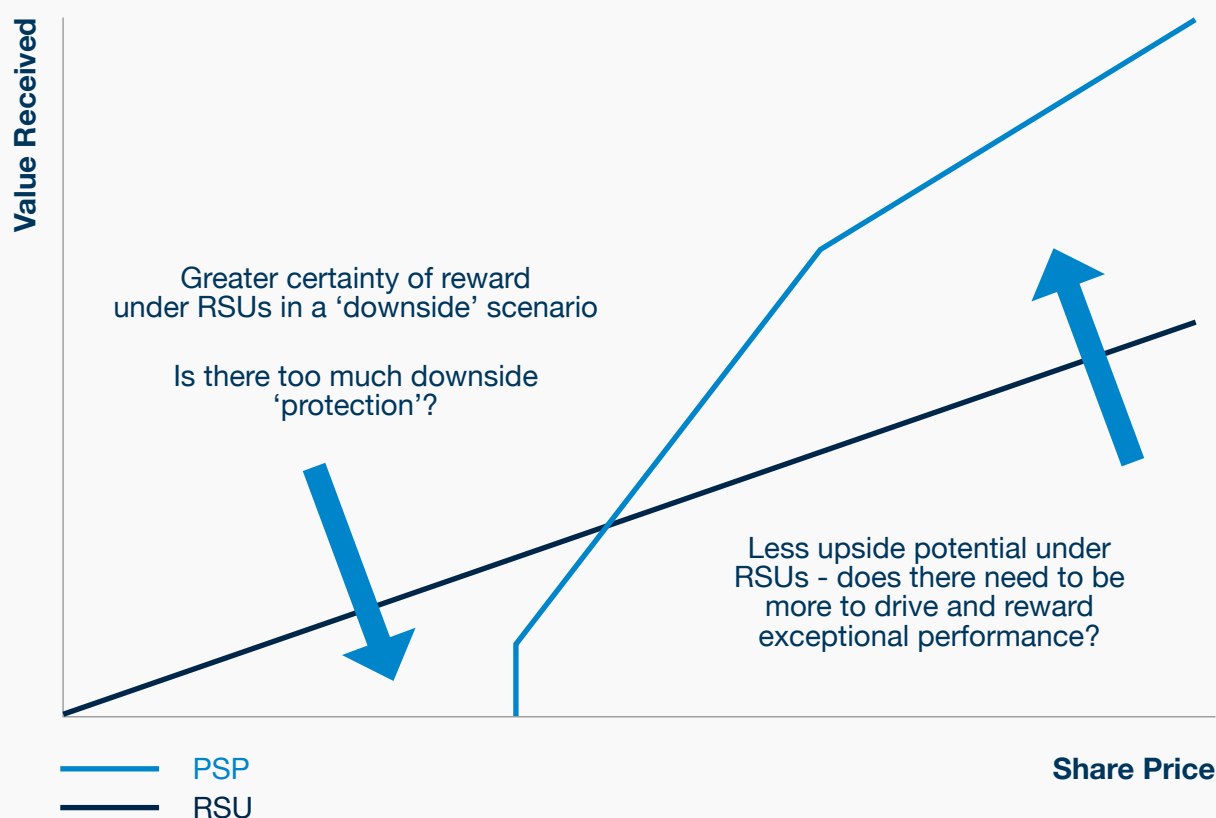 Value Received
Greater certainty of reward
under RSUs in a ‘downside’ scenario
Is there too much downside
‘protection’?
Less upside potential under
RSUs - does there need to be
more to drive and reward
exceptional performance?
PSP
RSU
Share Price